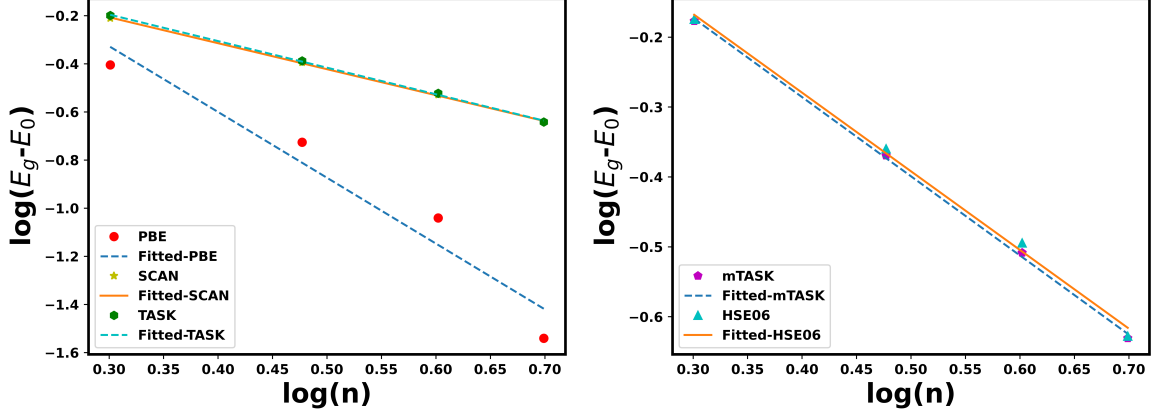 −0.2
−0.4
−0.6
−0.8
−1.0
−1.2
−1.4
−1.6
log(E_g-E_0)
PBE
Fitted-PBE
SCAN
Fitted-SCAN
TASK
Fitted-TASK
0.30 0.35 0.40 0.45 0.50 0.55 0.60 0.65 0.70
log(n)
−0.2
−0.3
−0.4
−0.5
−0.6
log(E_g-E_0)
mTASK
Fitted-mTASK
HSE06
Fitted-HSE06
0.30 0.35 0.40 0.45 0.50 0.55 0.60 0.65 0.70
log(n)